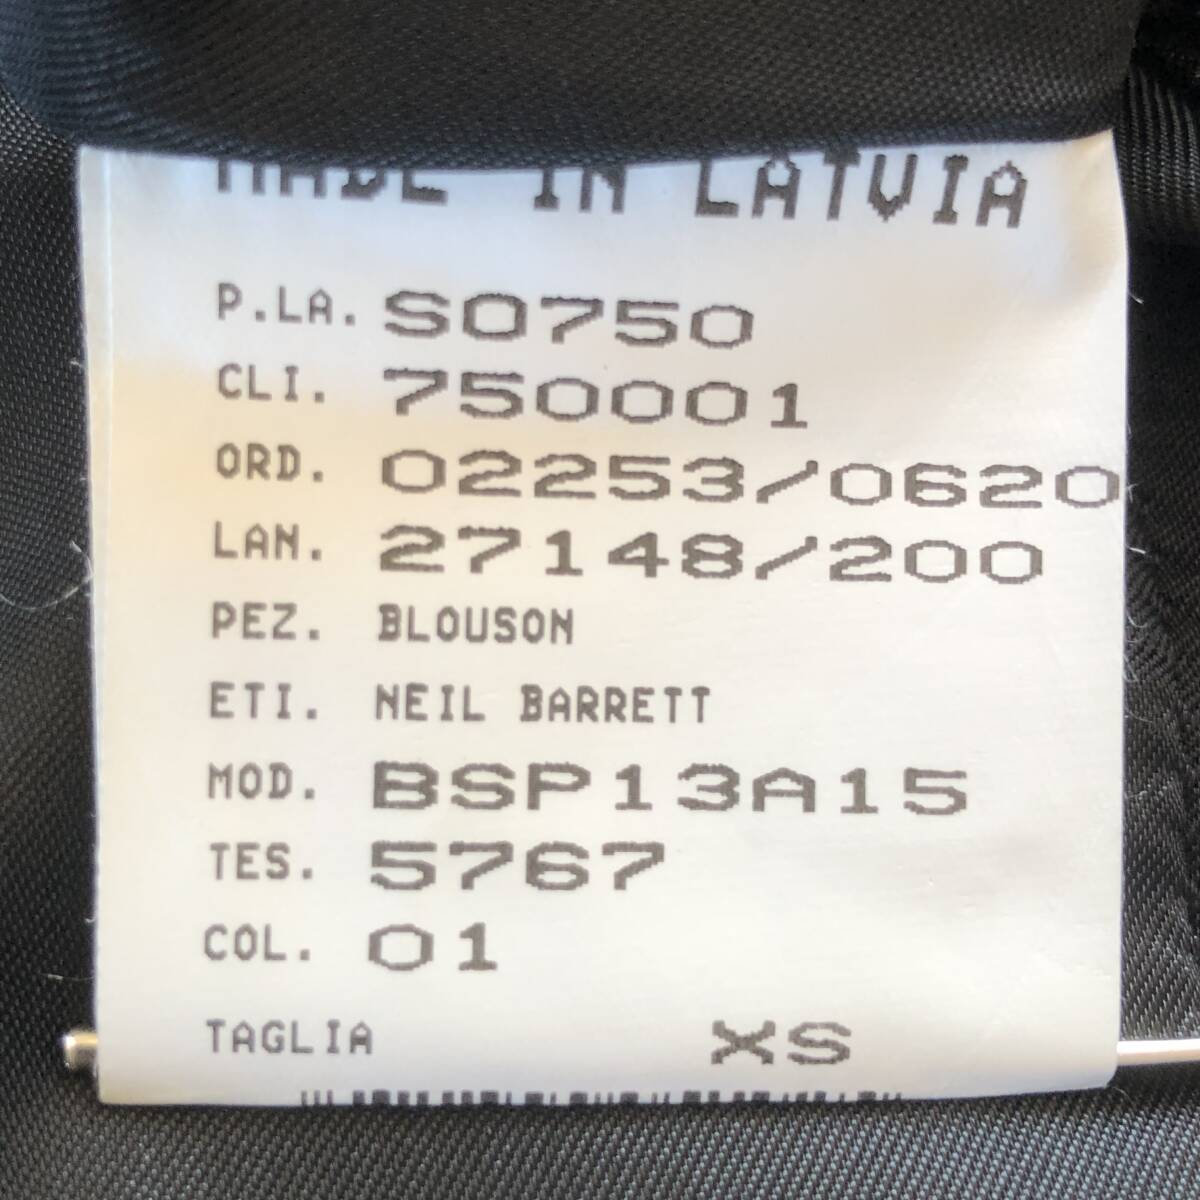 MADE IN LATVIA
P.LA. S0750
CLI. 750001
ORD. 02253/0620
LAN. 27148/200
PEZ. BLOUSON
ETI. NEIL BARRETT
MOD. BSP13A15
TES. 5767
COL. 01
TAGLIA XS